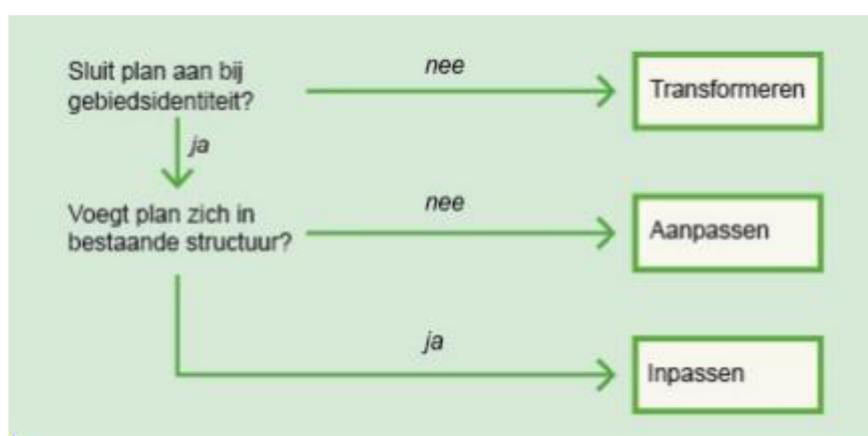 Sluit plan aan bij
gebiedsidentiteit?
nee
Transformeren
ja
Voegt plan zich in
bestaande structuur?
nee
Aanpassen
ja
Inpassen